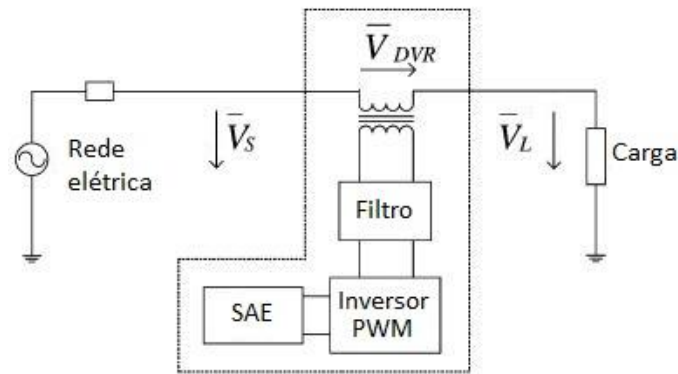 V̅ DVR
V̅S
V̅L
Rede
elétrica
Carga
Filtro
SAE
Inversor
PWM